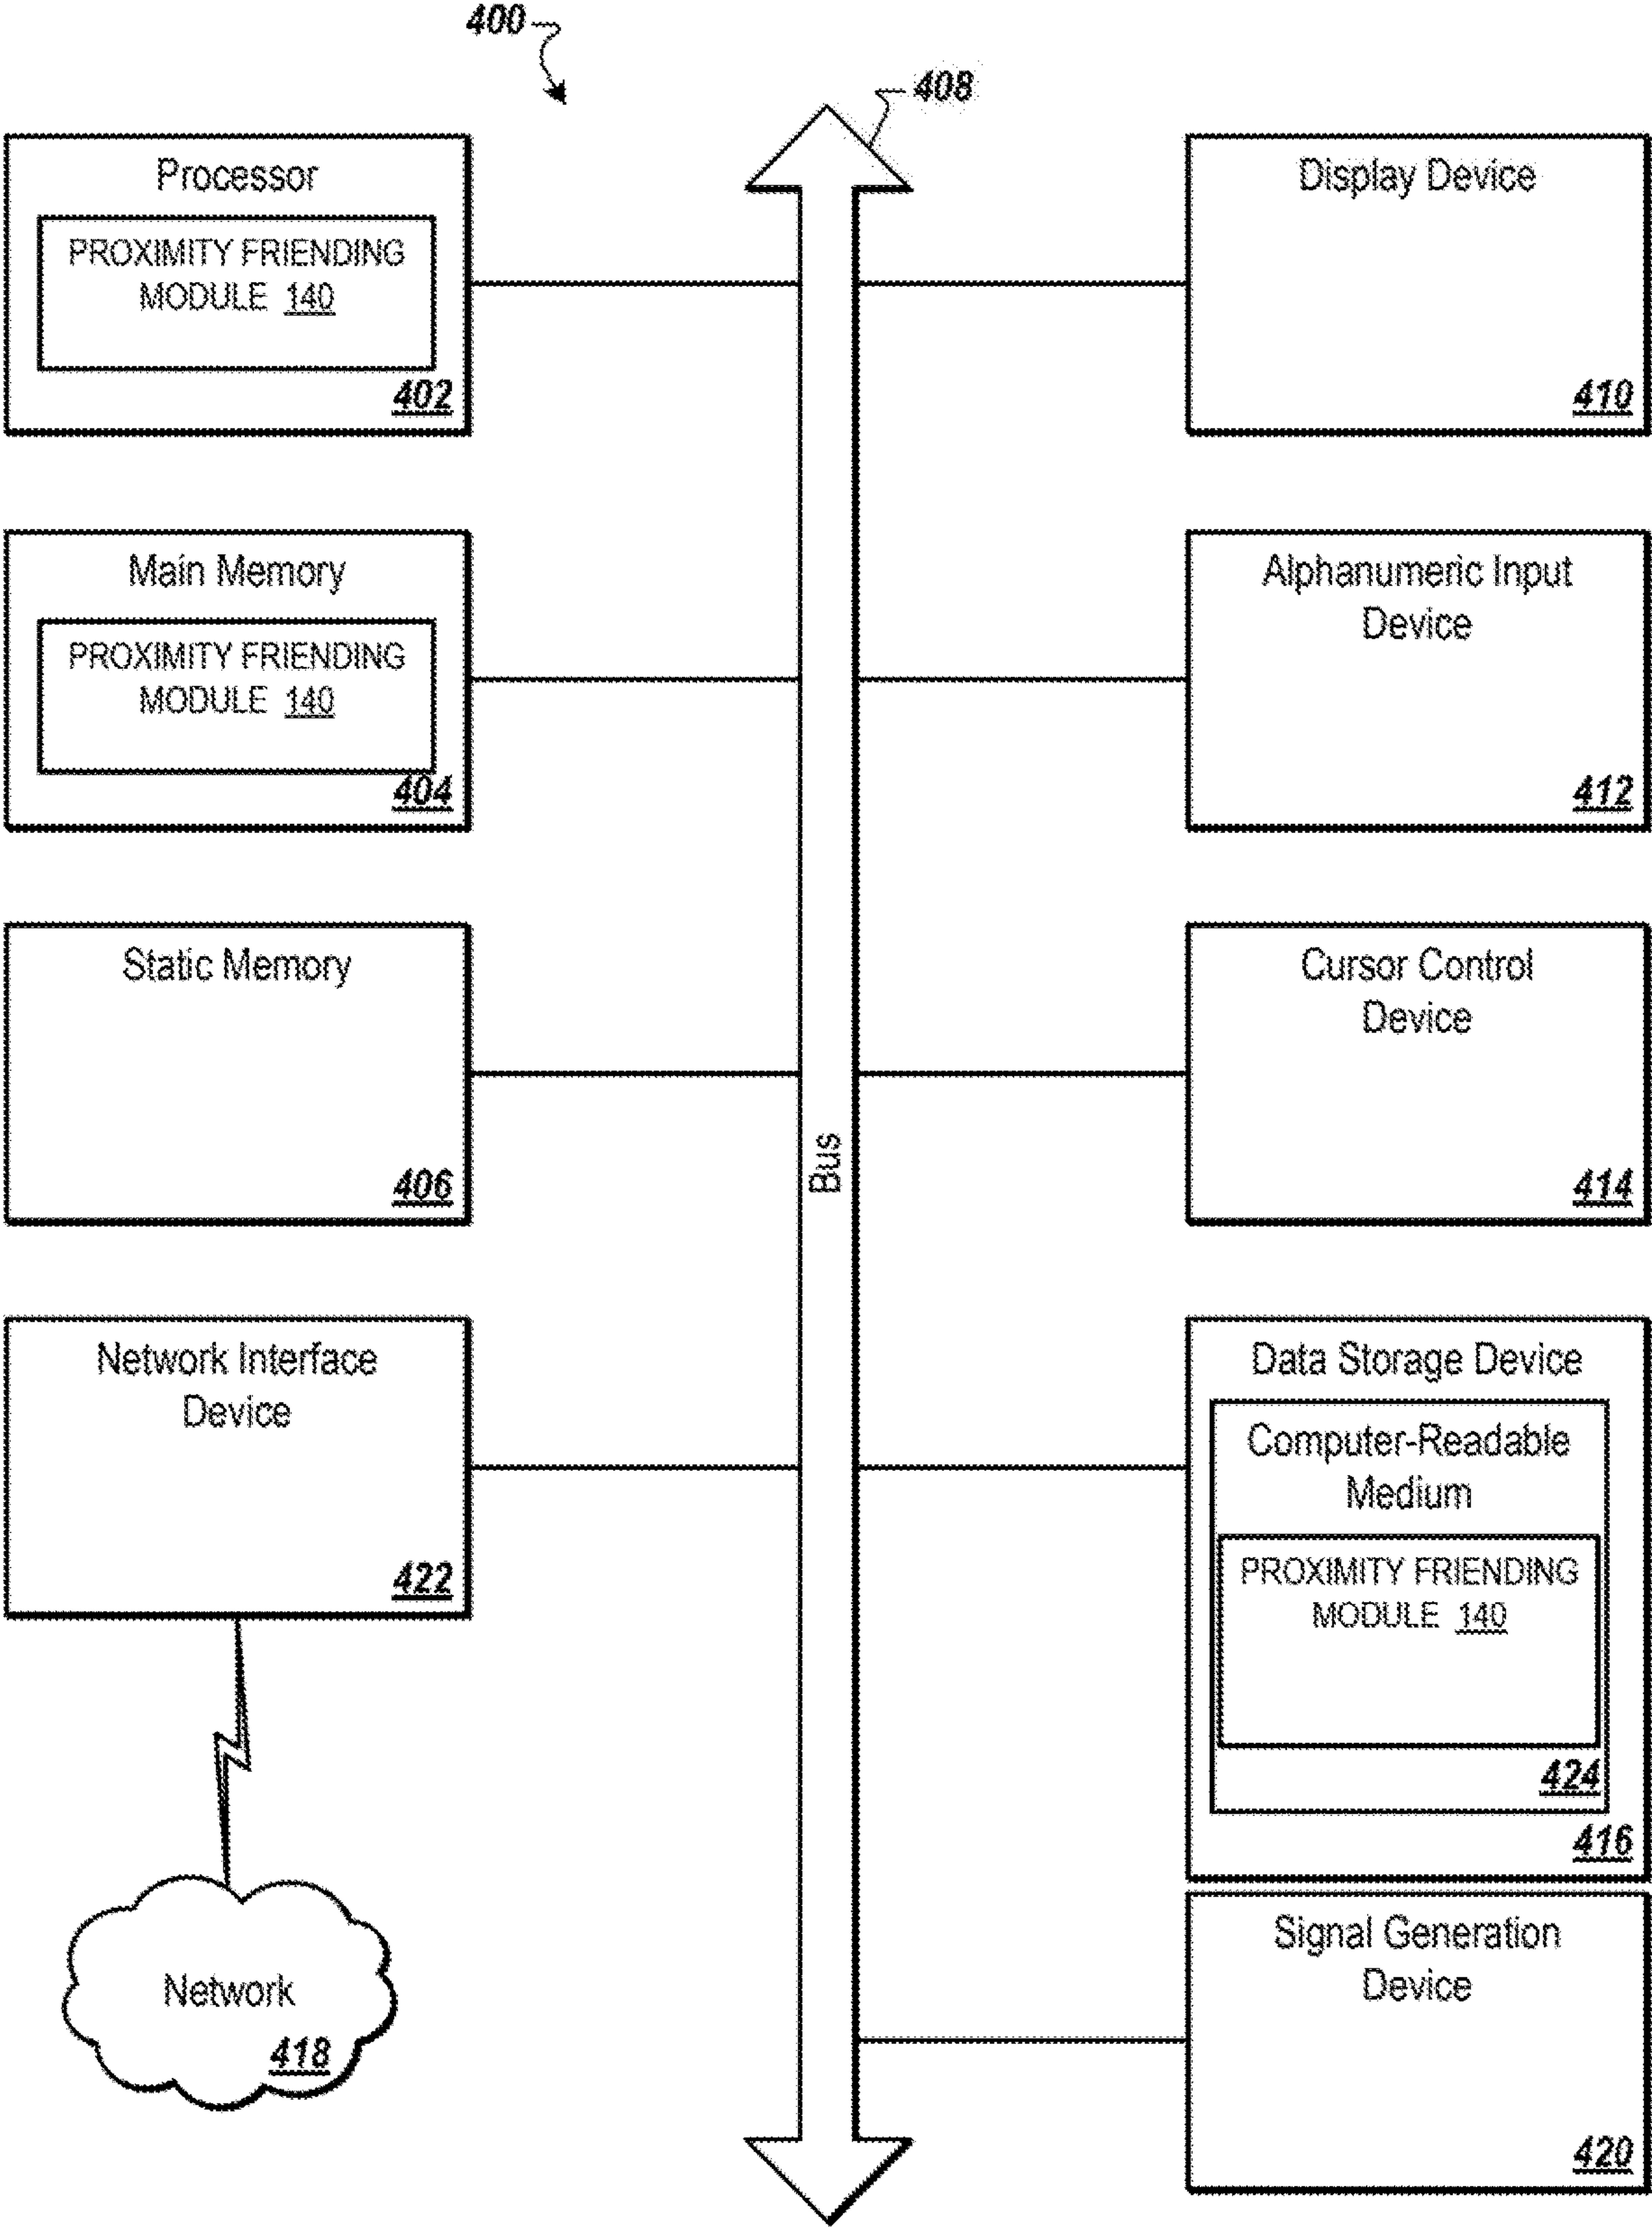 400
408
Processor
PROXIMITY FRIENDING
MODULE 140
402
Main Memory
PROXIMITY FRIENDING
MODULE 140
404
Static Memory
406
Network Interface
Device
422
Network
418
Bus
Display Device
410
Alphanumeric Input
Device
412
Cursor Control
Device
414
Data Storage Device
Computer-Readable
Medium
PROXIMITY FRIENDING
MODULE 140
424
416
Signal Generation
Device
420